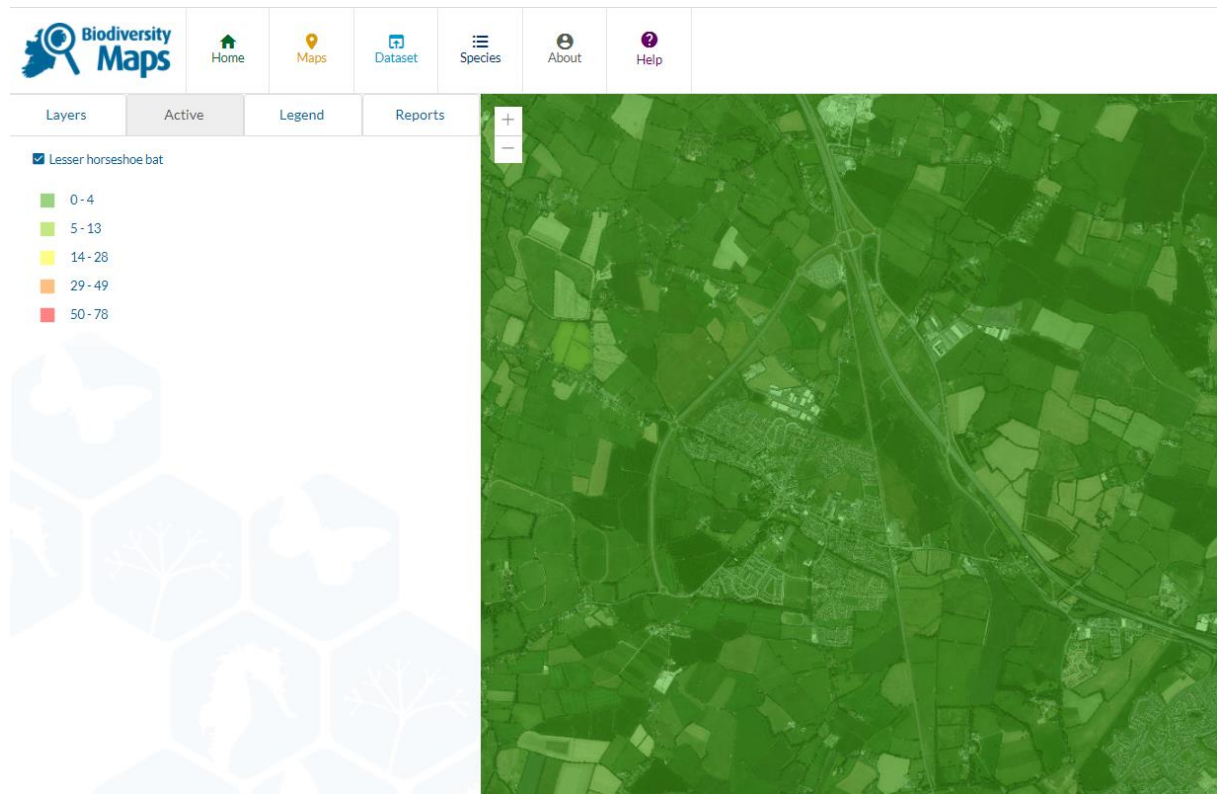 Biodiversity
Maps
Home
Maps
Dataset
Species
About
Help
Layers
Active
Legend
Reports
+
−
Lesser horseshoe bat
0 - 4
5 - 13
14 - 28
29 - 49
50 - 78